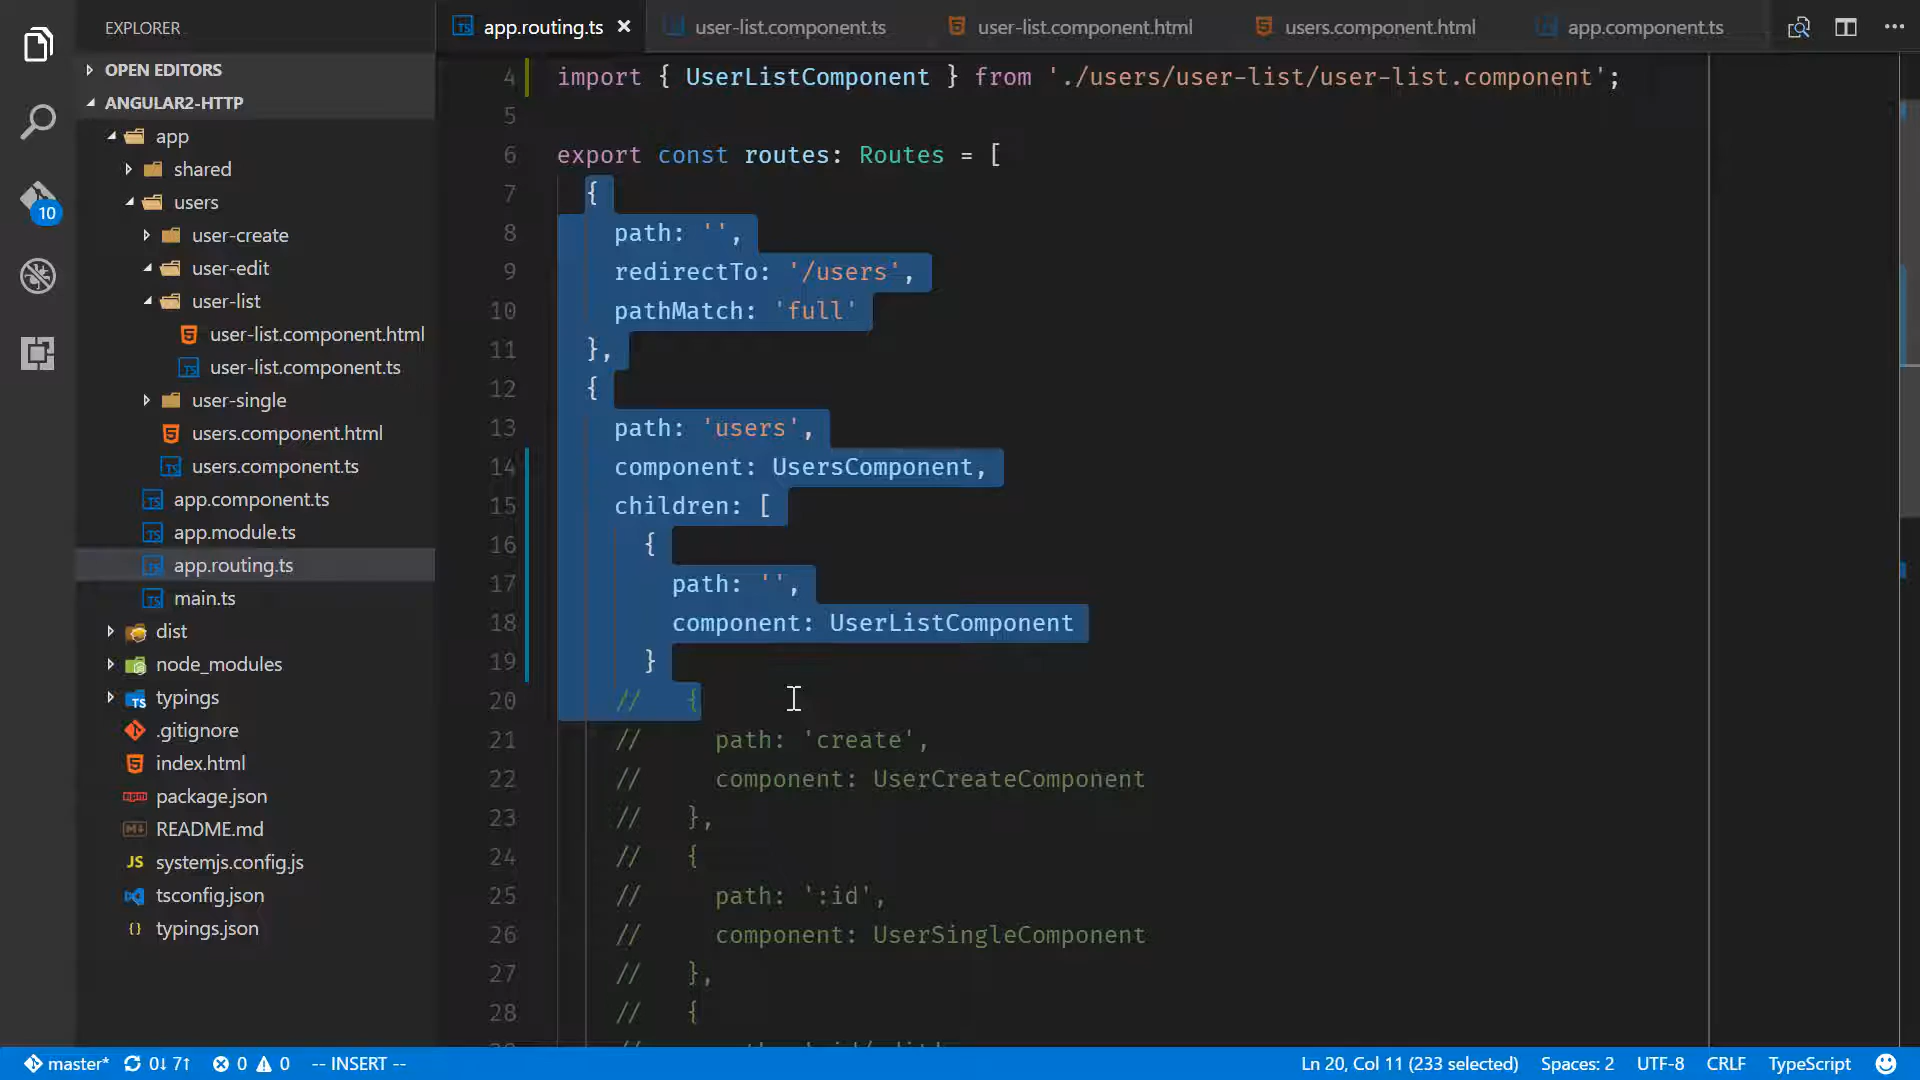 EXPLORER
OPEN EDITORS
ANGULAR2-HTTP
app
shared
users
user-create
user-edit
user-list
user-list.component.html
user-list.component.ts
user-single
users.component.html
users.component.ts
app.component.ts
app.module.ts
app.routing.ts
main.ts
dist
node_modules
typings
.gitignore
index.html
package.json
README.md
systemjs.config.js
tsconfig.json
typings.json
10
app.routing.ts
user-list.component.ts
user-list.component.html
users.component.html
app.component.ts
4 import { UserListComponent } from './users/user-list/user-list.component';
5
6 export const routes: Routes = [
7 {
8 path: '',
9 redirectTo: '/users',
10 pathMatch: 'full'
11 },
12 {
13 path: 'users',
14 component: UsersComponent,
15 children: [
16 {
17 path: '',
18 component: UserListComponent
19 }
20 // {
21 // path: 'create',
22 // component: UserCreateComponent
23 // },
24 // {
25 // path: ':id',
26 // component: UserSingleComponent
27 // },
28 // {
master* 0↓ 7↑ 0 0 -- INSERT --
Ln 20, Col 11 (233 selected) Spaces: 2 UTF-8 CRLF TypeScript